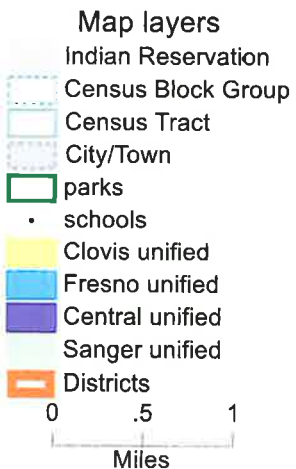 Map layers
Indian Reservation
Census Block Group
Census Tract
City/Town
parks
schools
Clovis unified
Fresno unified
Central unified
Sanger unified
Districts
0 .5 1
Miles